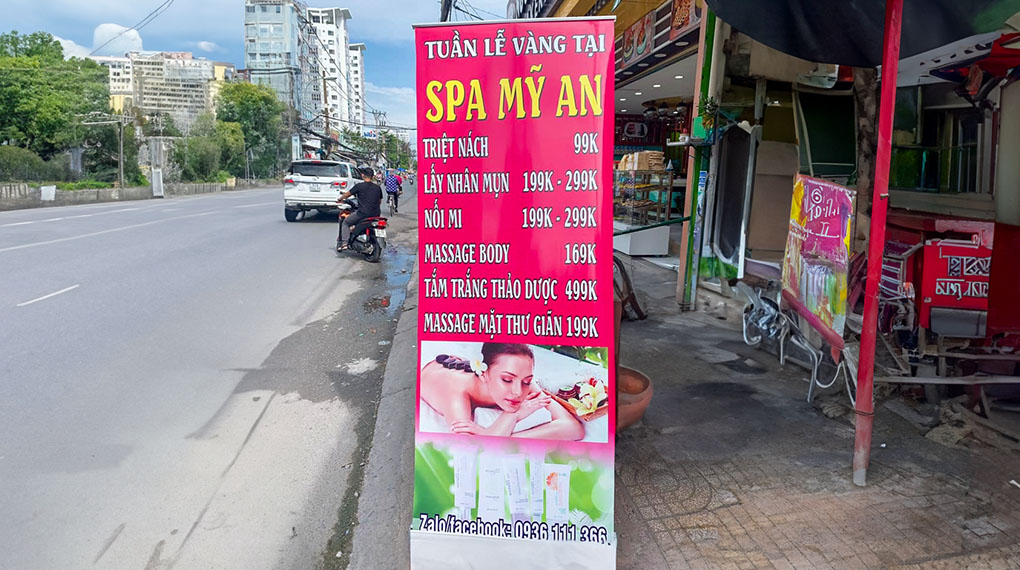 TUẦN LỄ VÀNG TẠI
SPA MỸ AN
TRIỆT NÁCH 99K
LẤY NHÂN MỤN 199K - 299K
NỐI MI 199K - 299K
MASSAGE BODY 169K
TẮM TRẮNG THẢO DƯỢC 499K
MASSAGE MẶT THƯ GIÃN 199K
Zalo/facebook: 0936 111 366